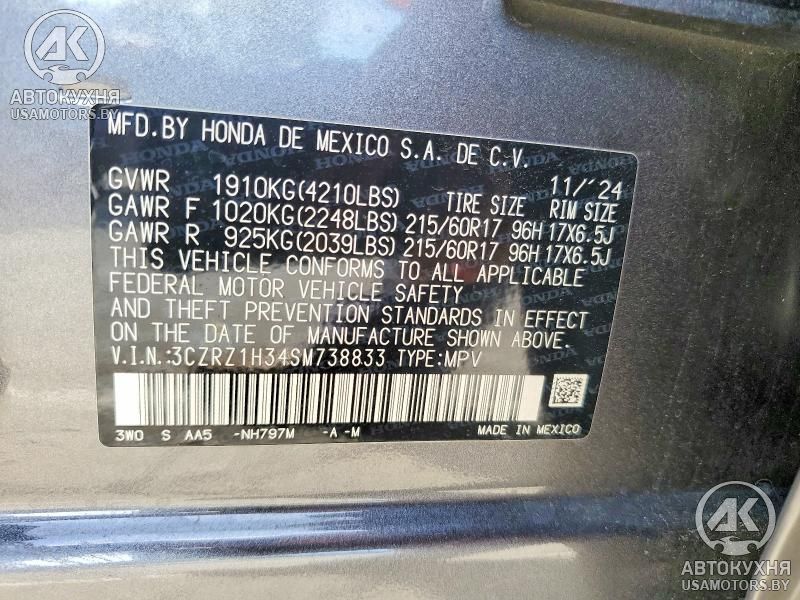 AK
АВТОКУХНЯ
USAMOTORS.BY
MFD.BY HONDA DE MEXICO S.A. DE C.V.
11/'24
GVWR 1910KG(4210LBS) TIRE SIZE RIM SIZE
GAWR F 1020KG(2248LBS) 215/60R17 96H 17X6.5J
GAWR R 925KG(2039LBS) 215/60R17 96H 17X6.5J
THIS VEHICLE CONFORMS TO ALL APPLICABLE
FEDERAL MOTOR VEHICLE SAFETY
AND THEFT PREVENTION STANDARDS IN EFFECT
ON THE DATE OF MANUFACTURE SHOWN ABOVE.
V.I.N.:3CZRZ1H34SM738833 TYPE:MPV
3W0 S AA5 -NH797M -A -M MADE IN MEXICO
AK
АВТОКУХНЯ
USAMOTORS.BY